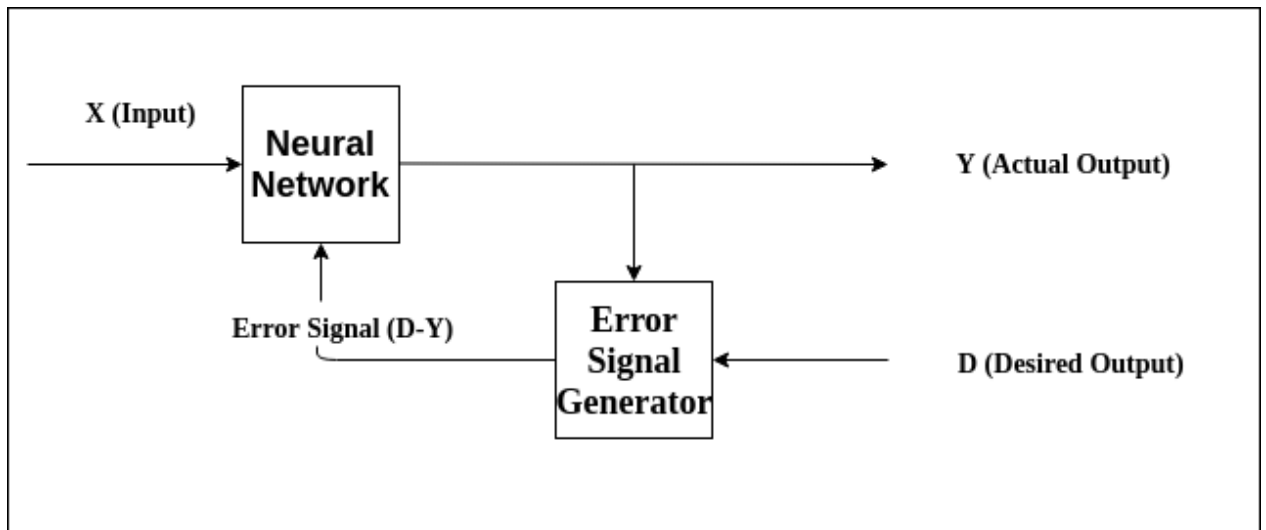 X (Input)
Neural
Network
Y (Actual Output)
Error Signal (D-Y)
Error
Signal
Generator
D (Desired Output)